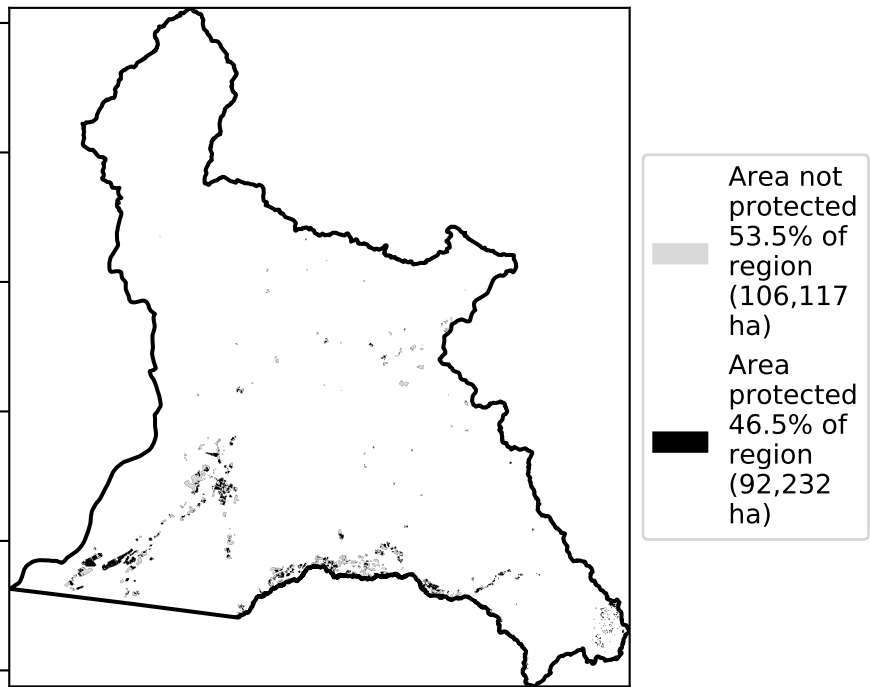 Area not
protected
53.5% of
region
(106,117
ha)
Area
protected
46.5% of
region
(92,232
ha)